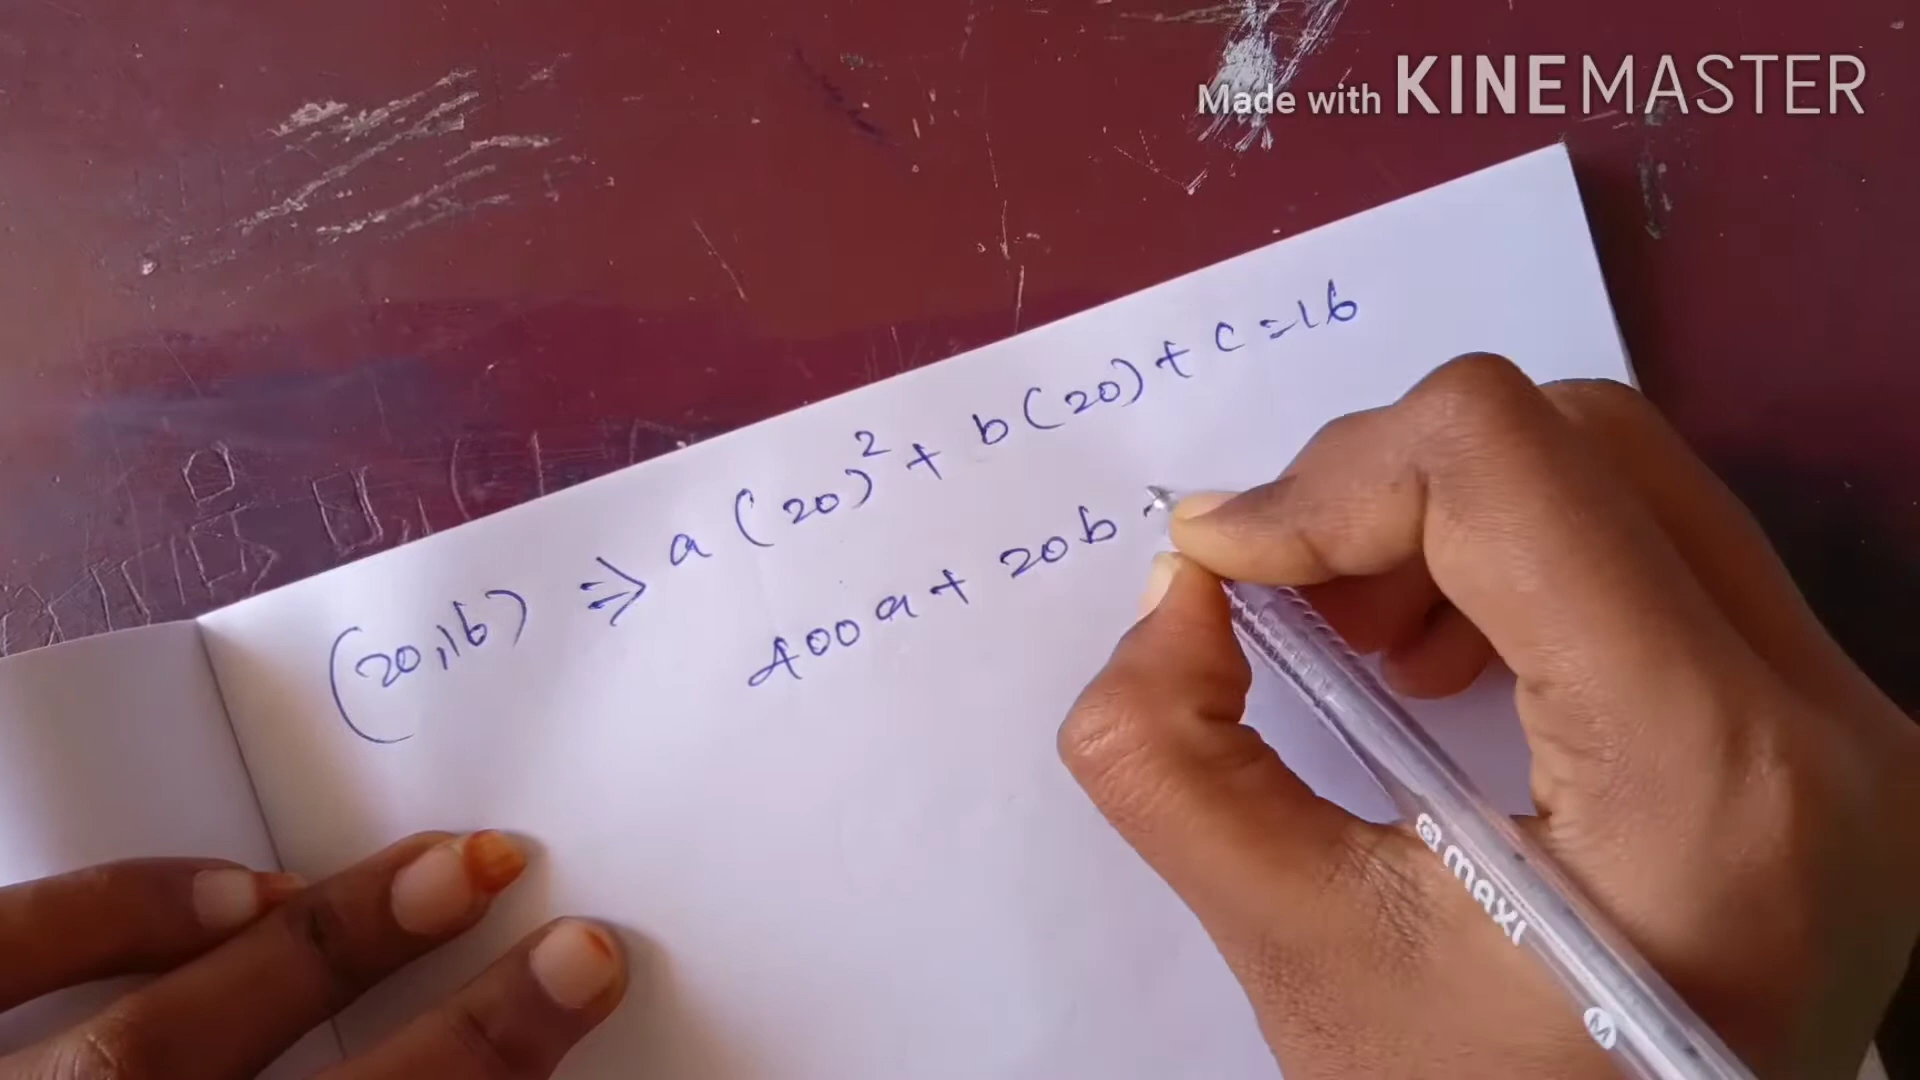 Made with KINEMASTER
(20,16) ⇒ a(20)² + b(20) + c = 16
400a + 20b
maxi
M